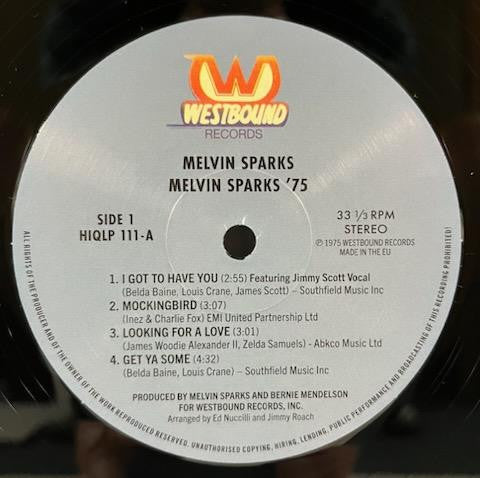 WESTBOUND
RECORDS
MELVIN SPARKS
MELVIN SPARKS '75
SIDE 1
HIQLP 111-A
33 1/3 RPM
STEREO
℗ 1975 WESTBOUND RECORDS
MADE IN THE EU
1. I GOT TO HAVE YOU (2:55) Featuring Jimmy Scott Vocal
(Belda Baine, Louis Crane, James Scott) – Southfield Music Inc
2. MOCKINGBIRD (3:07)
(Inez & Charlie Fox) EMI United Partnership Ltd
3. LOOKING FOR A LOVE (3:01)
(James Woodie Alexander II, Zelda Samuels) - Abkco Music Ltd
4. GET YA SOME (4:32)
(Belda Baine, Louis Crane) – Southfield Music Inc
PRODUCED BY MELVIN SPARKS AND BERNIE MENDELSON
FOR WESTBOUND RECORDS, INC.
Arranged by Ed Nuccilli and Jimmy Roach
ALL RIGHTS OF THE PRODUCER AND OF THE OWNER OF THE WORK REPRODUCED RESERVED. UNAUTHORISED COPYING, HIRING, LENDING, PUBLIC PERFORMANCE AND BROADCASTING OF THIS RECORD PROHIBITED!